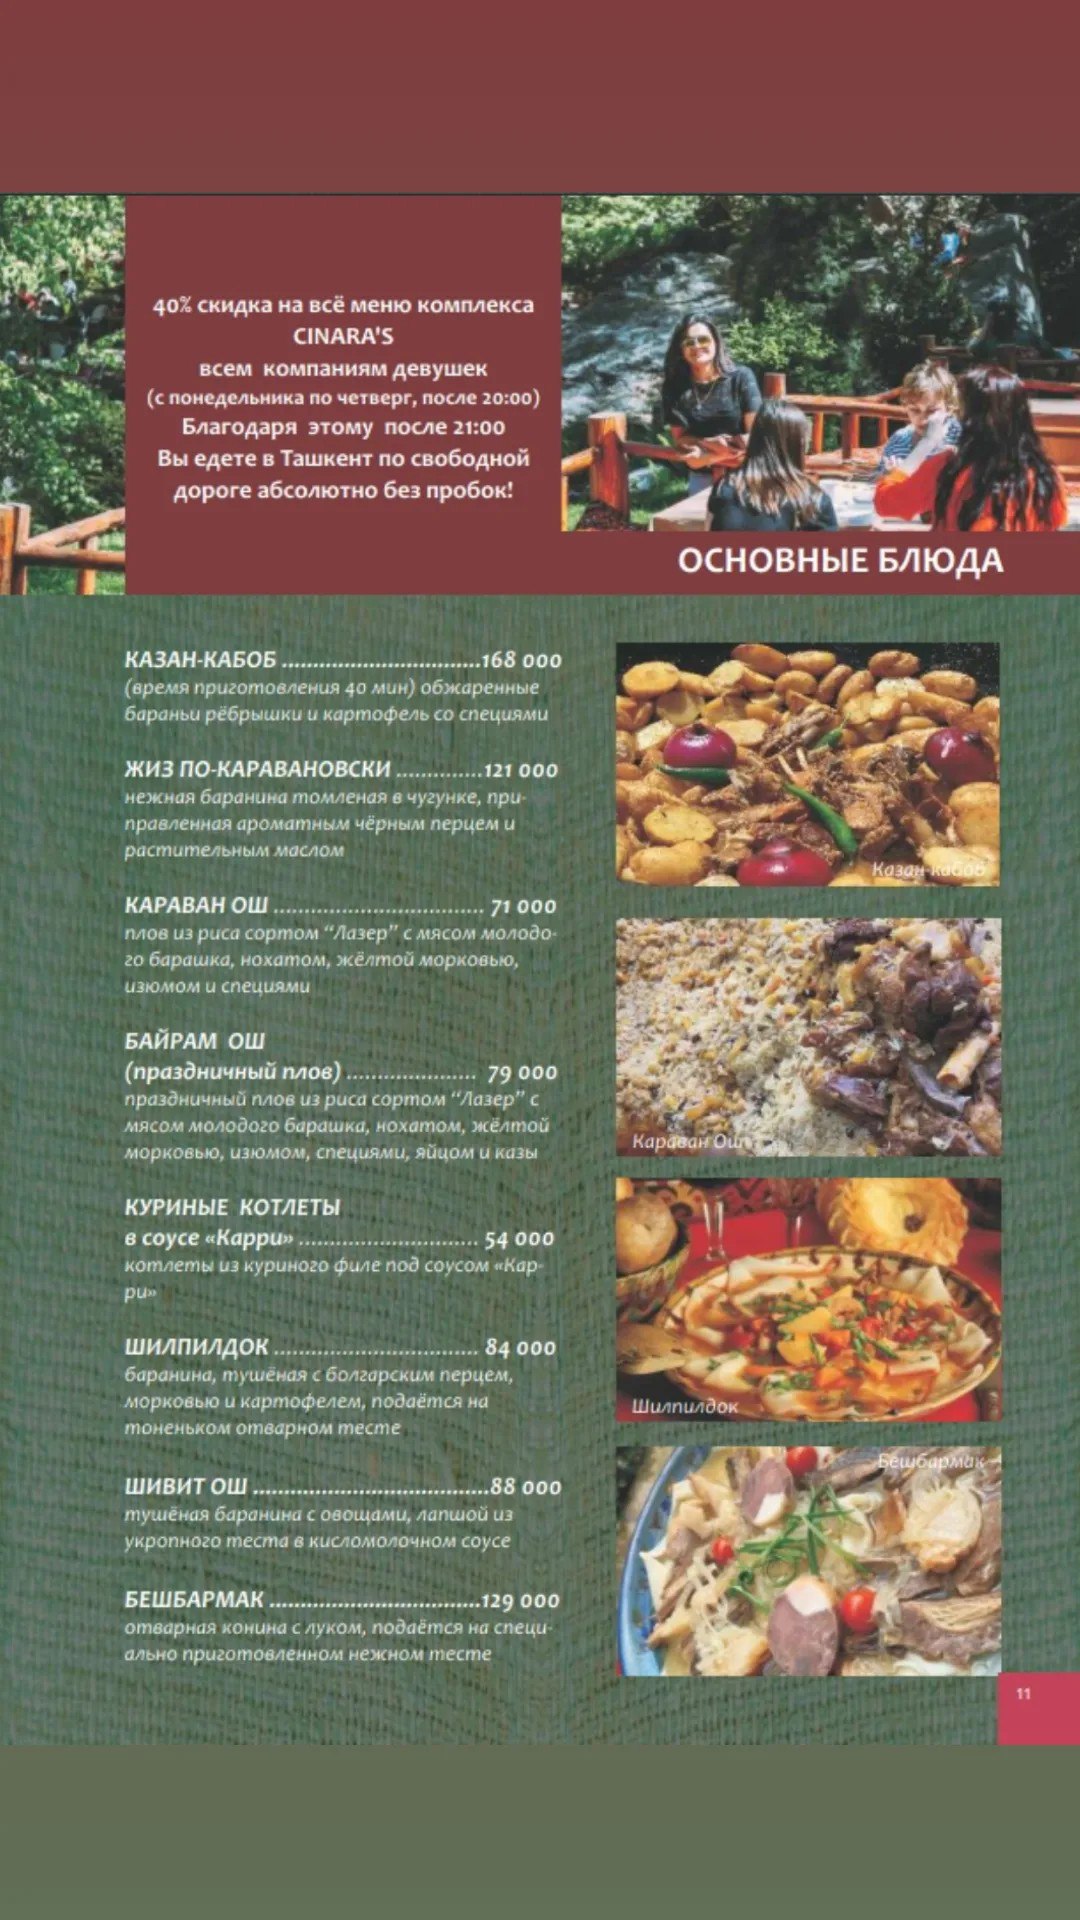 40% скидка на всё меню комплекса
CINARA'S
всем компаниям девушек
(с понедельника по четверг, после 20:00)
Благодаря этому после 21:00
Вы едете в Ташкент по свободной
дороге абсолютно без пробок!
ОСНОВНЫЕ БЛЮДА
КАЗАН-КАБОБ ................................168 000
(время приготовления 40 мин) обжаренные
бараньи рёбрышки и картофель со специями
ЖИЗ ПО-КАРАВАНОВСКИ ..............121 000
нежная баранина томленая в чугунке, при-
правленная ароматным чёрным перцем и
растительным маслом
КАРАВАН ОШ .................................. 71 000
плов из риса сортом “Лазер” с мясом молодо-
го барашка, нохатом, жёлтой морковью,
изюмом и специями
БАЙРАМ ОШ
(праздничный плов) ..................... 79 000
праздничный плов из риса сортом “Лазер” с
мясом молодого барашка, нохатом, жёлтой
морковью, изюмом, специями, яйцом и казы
КУРИНЫЕ КОТЛЕТЫ
в соусе «Карри» ............................. 54 000
котлеты из куриного филе под соусом «Кар-
ри»
ШИЛПИЛДОК ................................. 84 000
баранина, тушёная с болгарским перцем,
морковью и картофелем, подаётся на
тоненьком отварном тесте
ШИВИТ ОШ ......................................88 000
тушёная баранина с овощами, лапшой из
укропного теста в кисломолочном соусе
БЕШБАРМАК ..................................129 000
отварная конина с луком, подаётся на специ-
ально приготовленном нежном тесте
Казан-кабоб
Караван Ош
Шилпилдок
Бешбармак
11